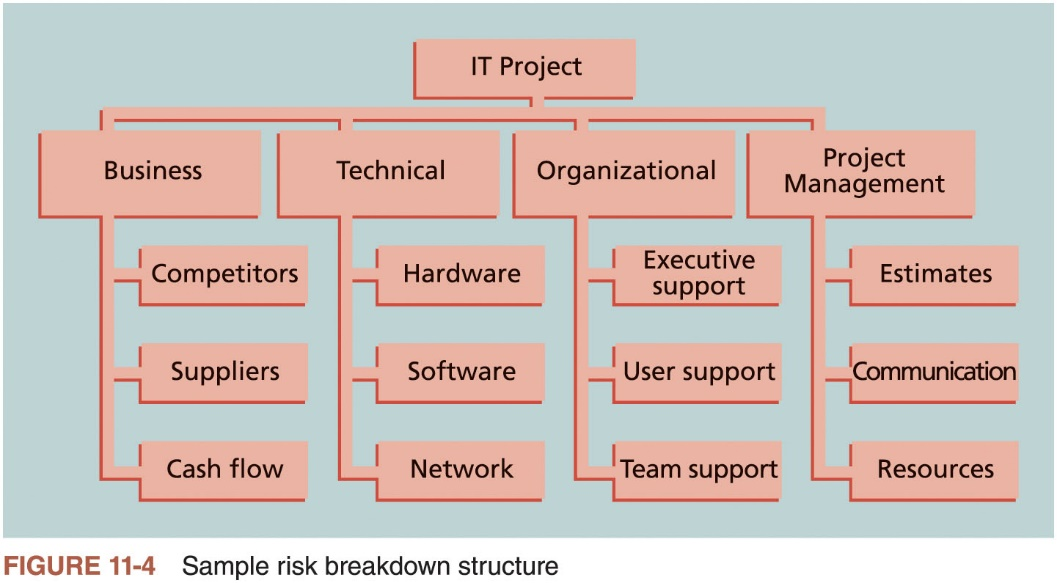 IT Project
Business
Technical
Organizational
Project
Management
Competitors
Hardware
Executive
support
Estimates
Suppliers
Software
User support
Communication
Cash flow
Network
Team support
Resources
FIGURE 11-4 Sample risk breakdown structure